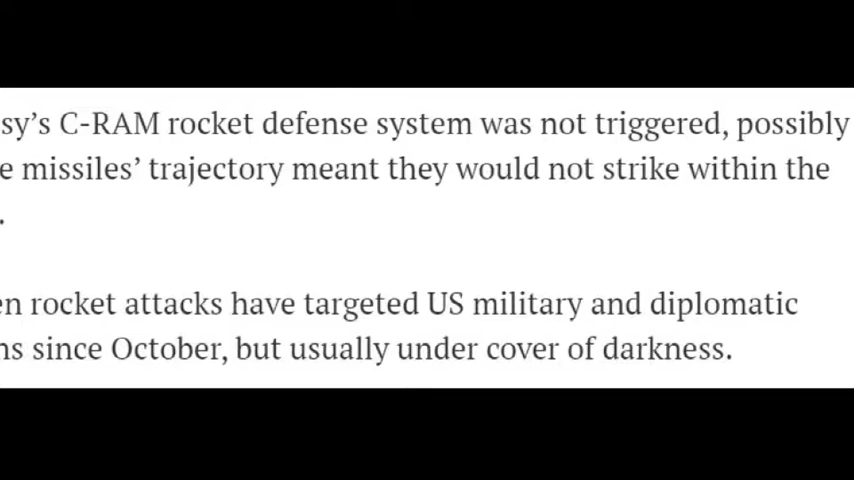 sy’s C-RAM rocket defense system was not triggered, possibly
e missiles’ trajectory meant they would not strike within the
.
en rocket attacks have targeted US military and diplomatic
ns since October, but usually under cover of darkness.